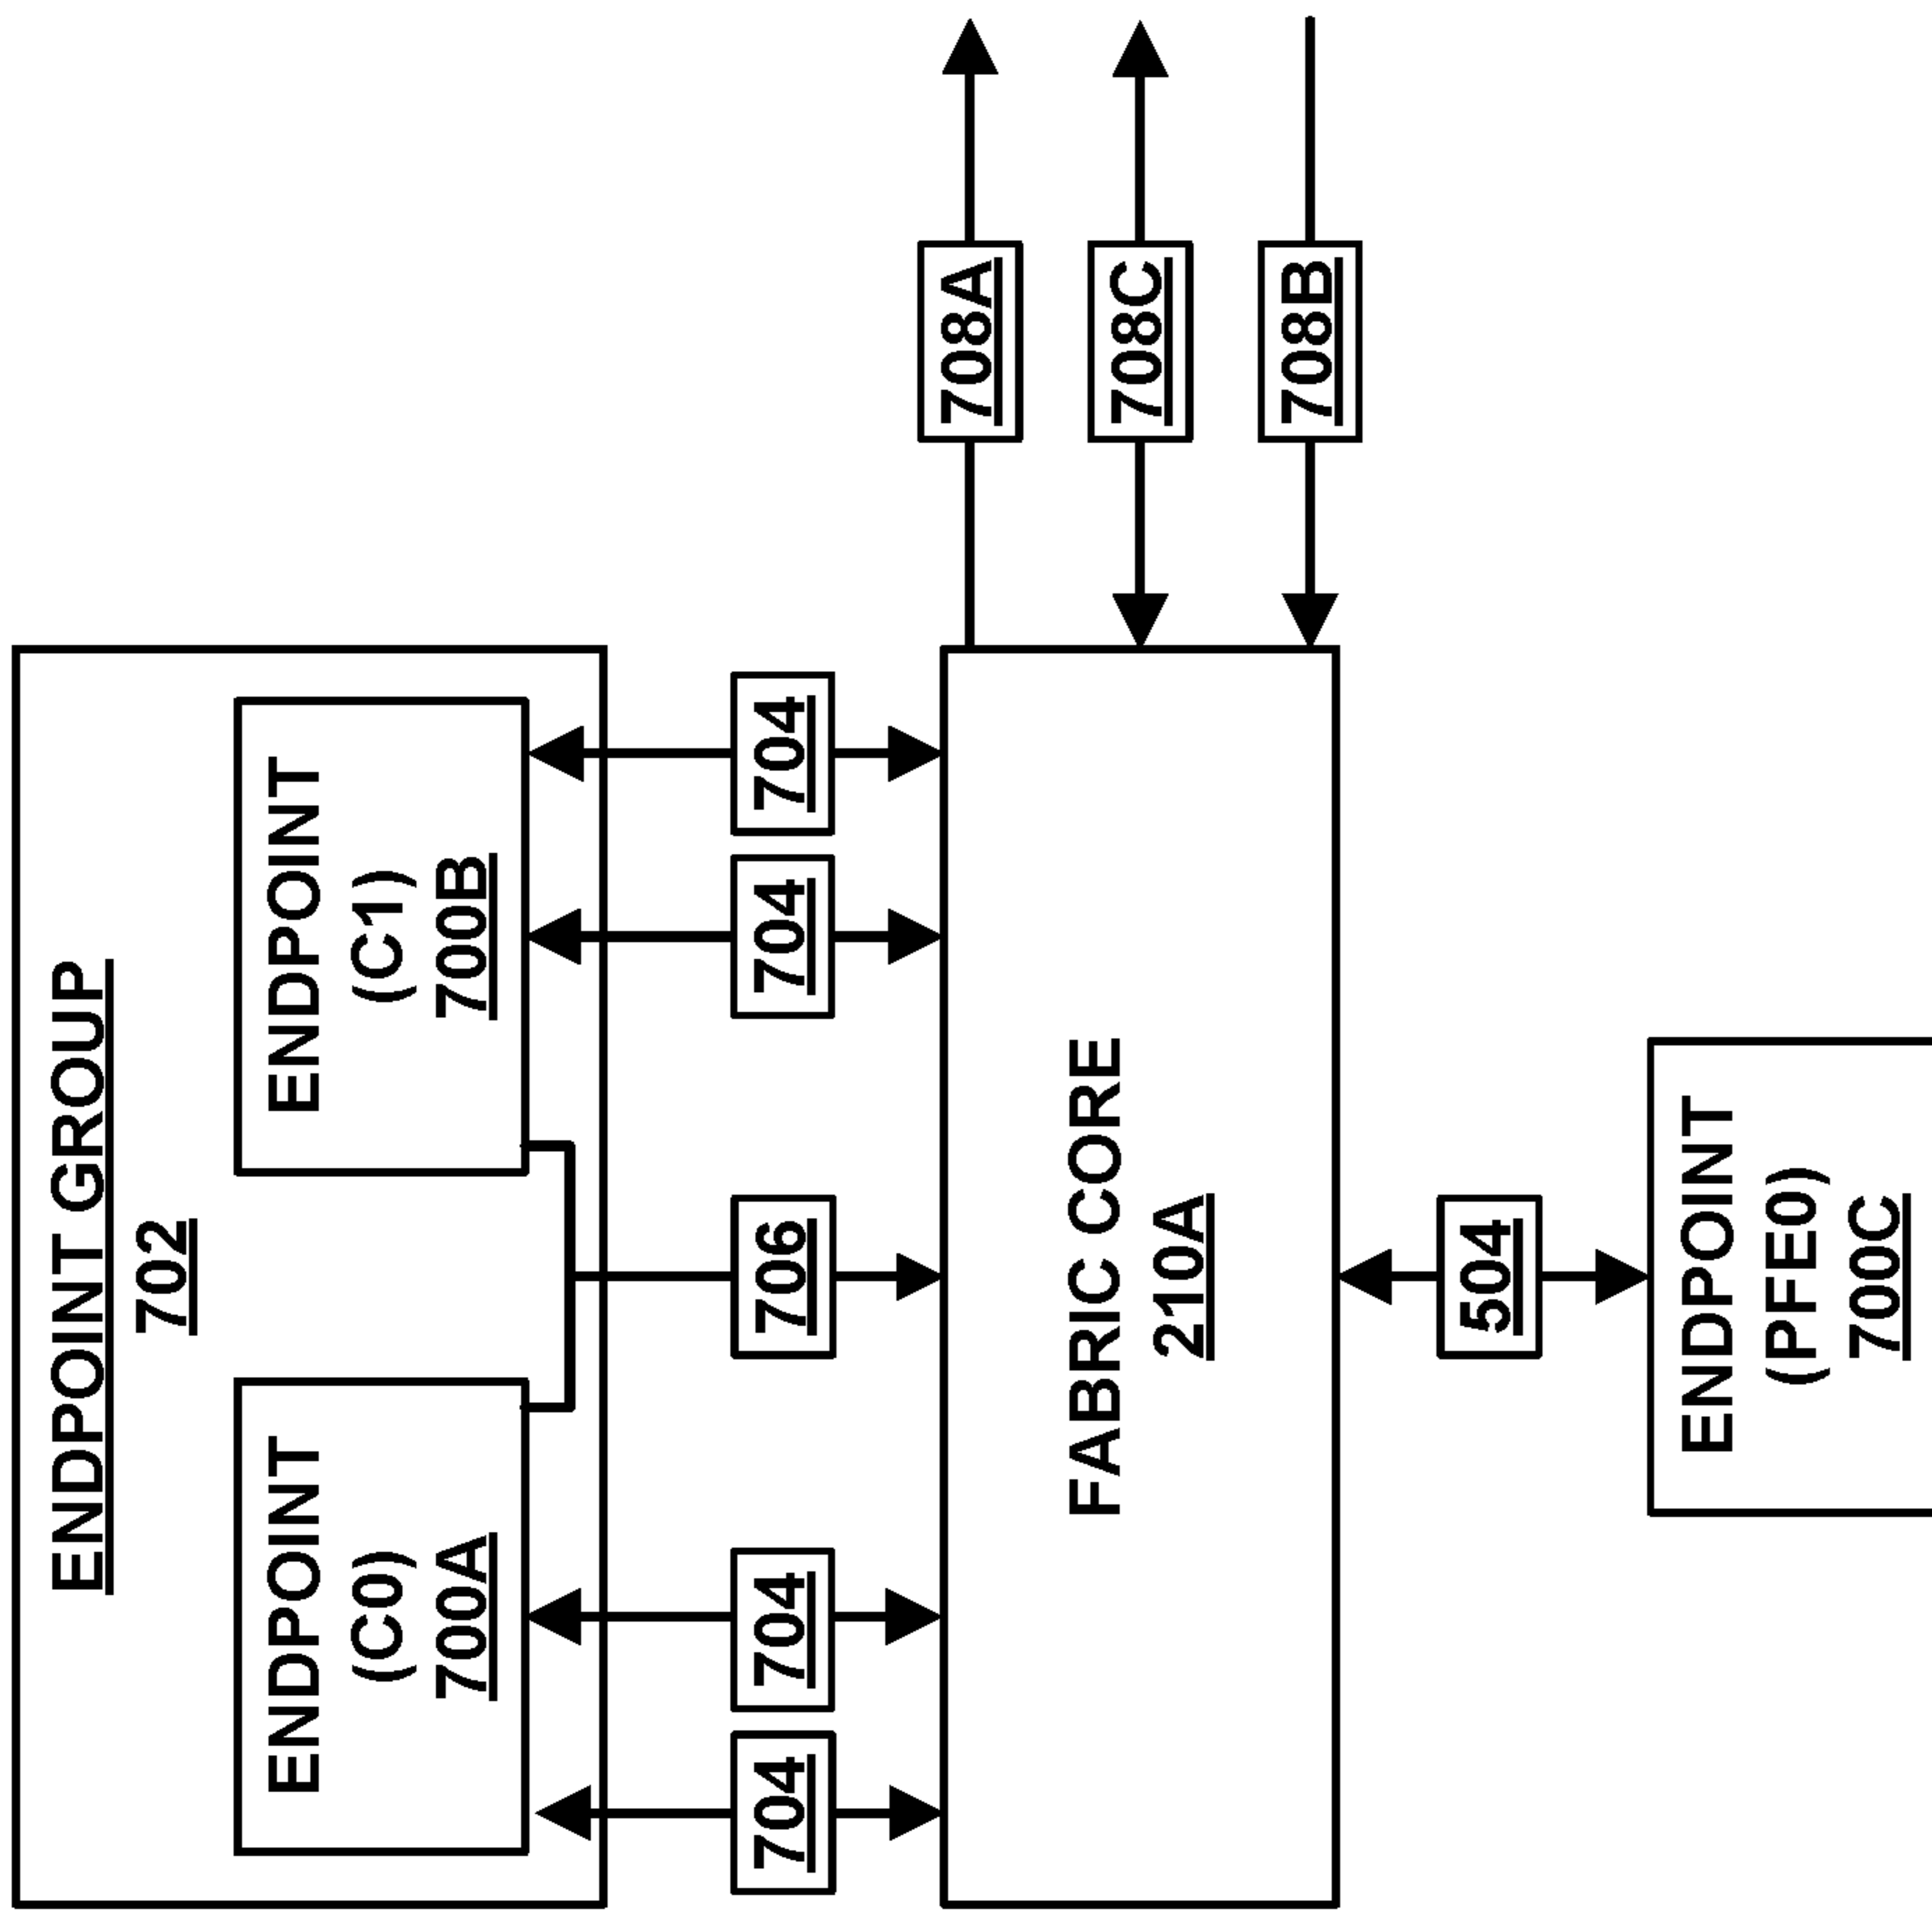 ENDPOINT GROUP
702
ENDPOINT
(C0)
700A
ENDPOINT
(C1)
700B
704
704
706
704
704
FABRIC CORE
210A
708A
708C
708B
504
ENDPOINT
(PFE0)
700C